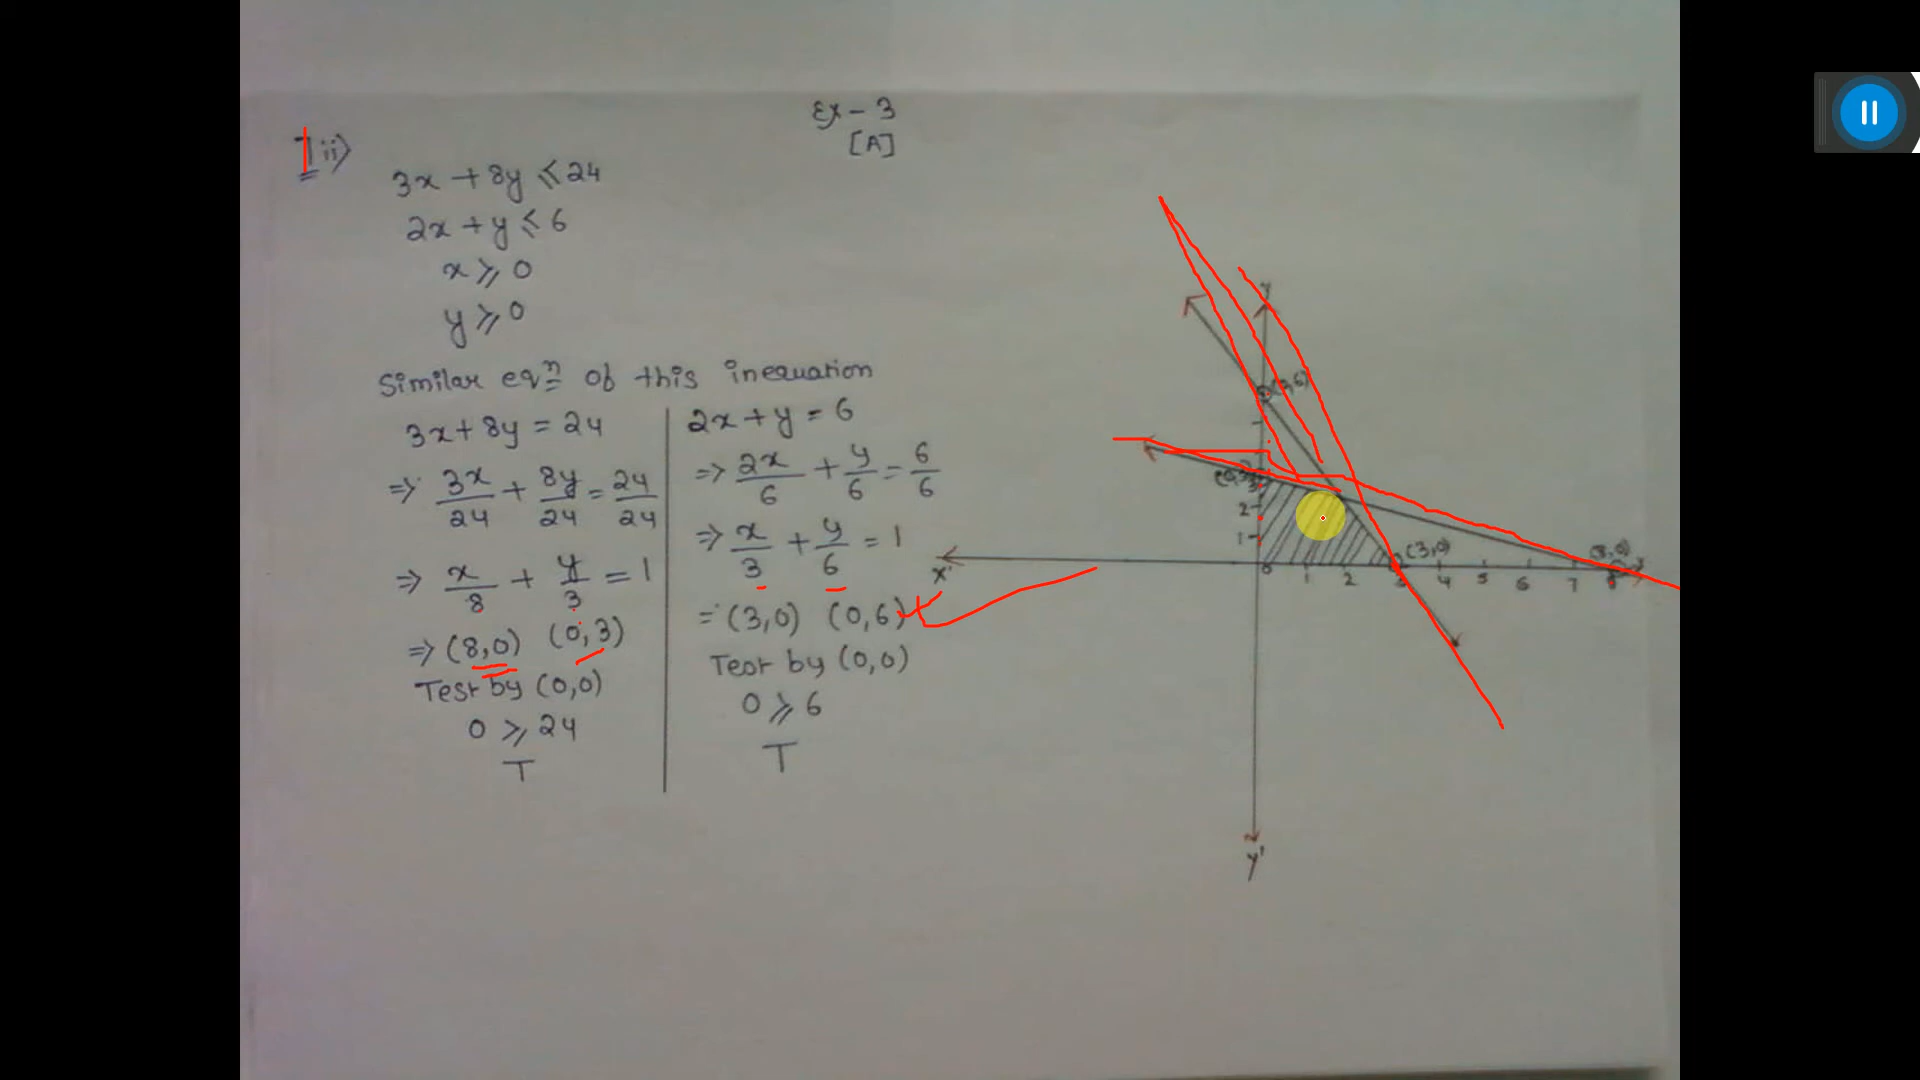 Ex - 3
[A]
1 ii)
3x + 8y ⩽ 24
2x + y ⩽ 6
x ⩾ 0
y ⩾ 0
Similar eqn of this inequation
3x + 8y = 24
⇒ 3x/24 + 8y/24 = 24/24
⇒ x/8 + y/3 = 1
⇒ (8,0) (0,3)
Test by (0,0)
0 ⩾ 24
T
2x + y = 6
⇒ 2x/6 + y/6 = 6/6
⇒ x/3 + y/6 = 1
= (3,0) (0,6)
Test by (0,0)
0 ⩾ 6
T
Y
3
2
1
(3,0)
(8,0)
X'
0 1 2 3 4 5 6 7 8
Y'